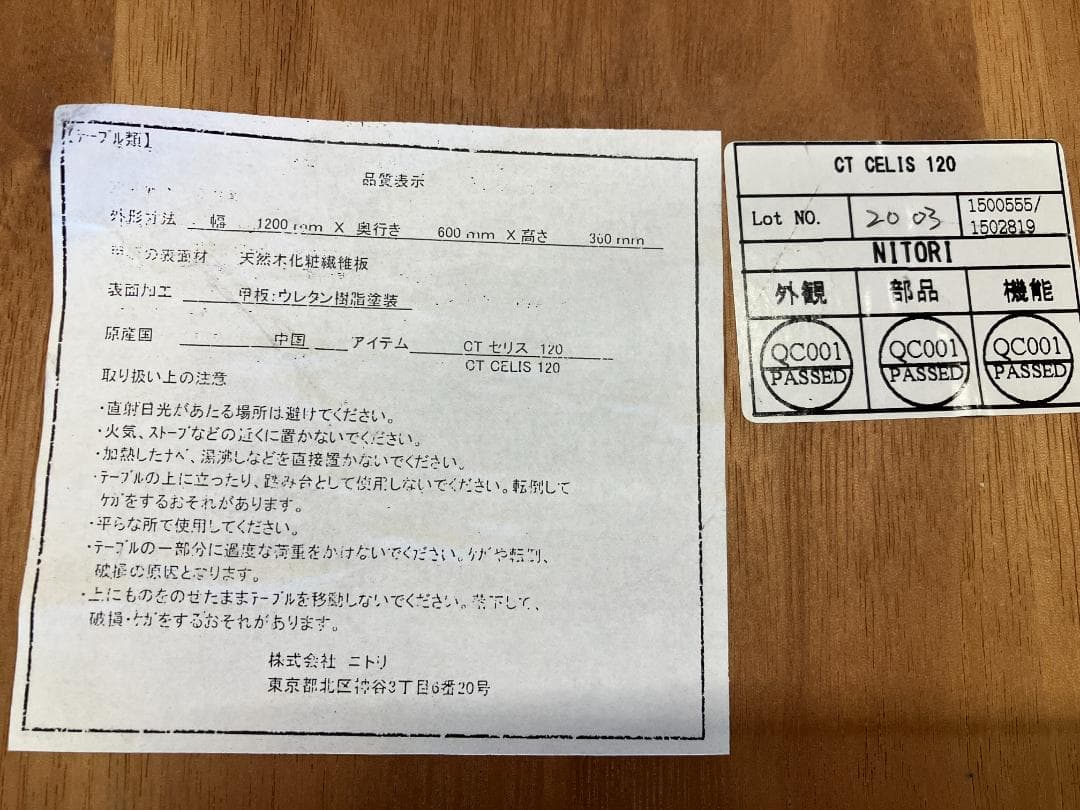 【テーブル類】
品質表示
外形寸法 幅 1200 mm X 奥行き 600 mm X 高さ 360 mm
の表面材 天然木化粧繊維板
表面加工 甲板:ウレタン樹脂塗装
原産国 中国 アイテム CT セリス 120
CT CELIS 120
取り扱い上の注意
・直射日光があたる場所は避けてください。
・火気、ストーブなどの近くに置かないでください。
・加熱したナベ、湯沸しなどを直接置かないでください。
・テーブルの上に立ったり、踏み台として使用しないでください。転倒して
ケガをするおそれがあります。
・平らな所で使用してください。
・テーブルの一部分に過度な荷重をかけないでください。ケガや転倒、
破損の原因となります。
・上にものをのせたままテーブルを移動しないでください。落下して、
破損・ケガをするおそれがあります。
株式会社 ニトリ
東京都北区神谷3丁目6番20号
CT CELIS 120
Lot NO. 20 03 1500555/
1502819
NITORI
外観 部品 機能
QC001 QC001 QC001
PASSED PASSED PASSED